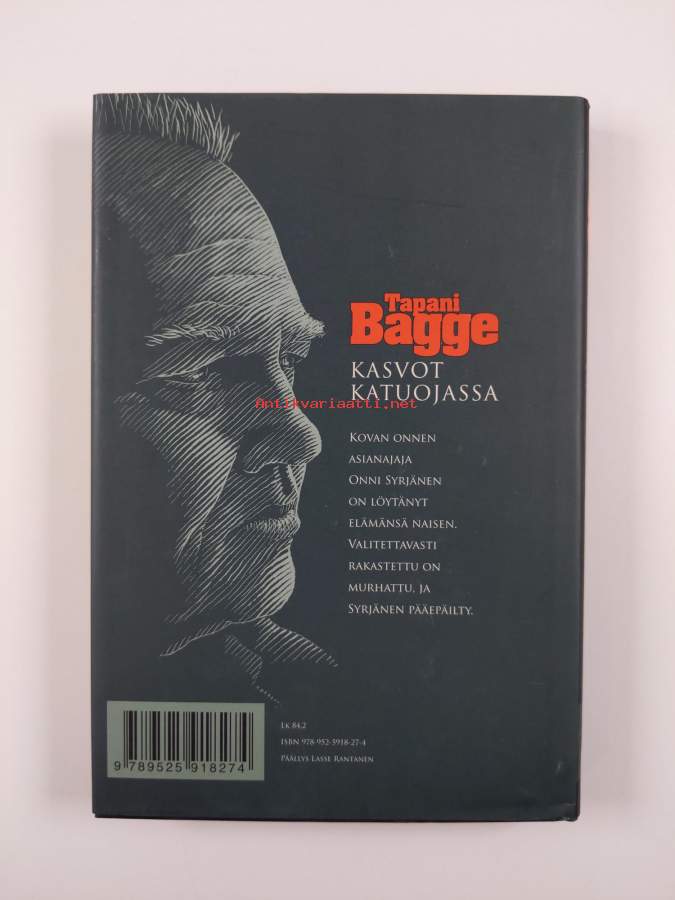 Tapani
Bagge
KASVOT
KATUOJASSA
Antikvariaatti.net
KOVAN ONNEN
ASIANAJAJA
ONNI SYRJÄNEN
ON LÖYTÄNYT
ELÄMÄNSÄ NAISEN.
VALITETTAVASTI
RAKASTETTU ON
MURHATTU, JA
SYRJÄNEN PÄÄEPÄILTY.
LK 84.2
ISBN 978-952-5918-27-4
PÄÄLLYS LASSE RANTANEN
9 789525 918274